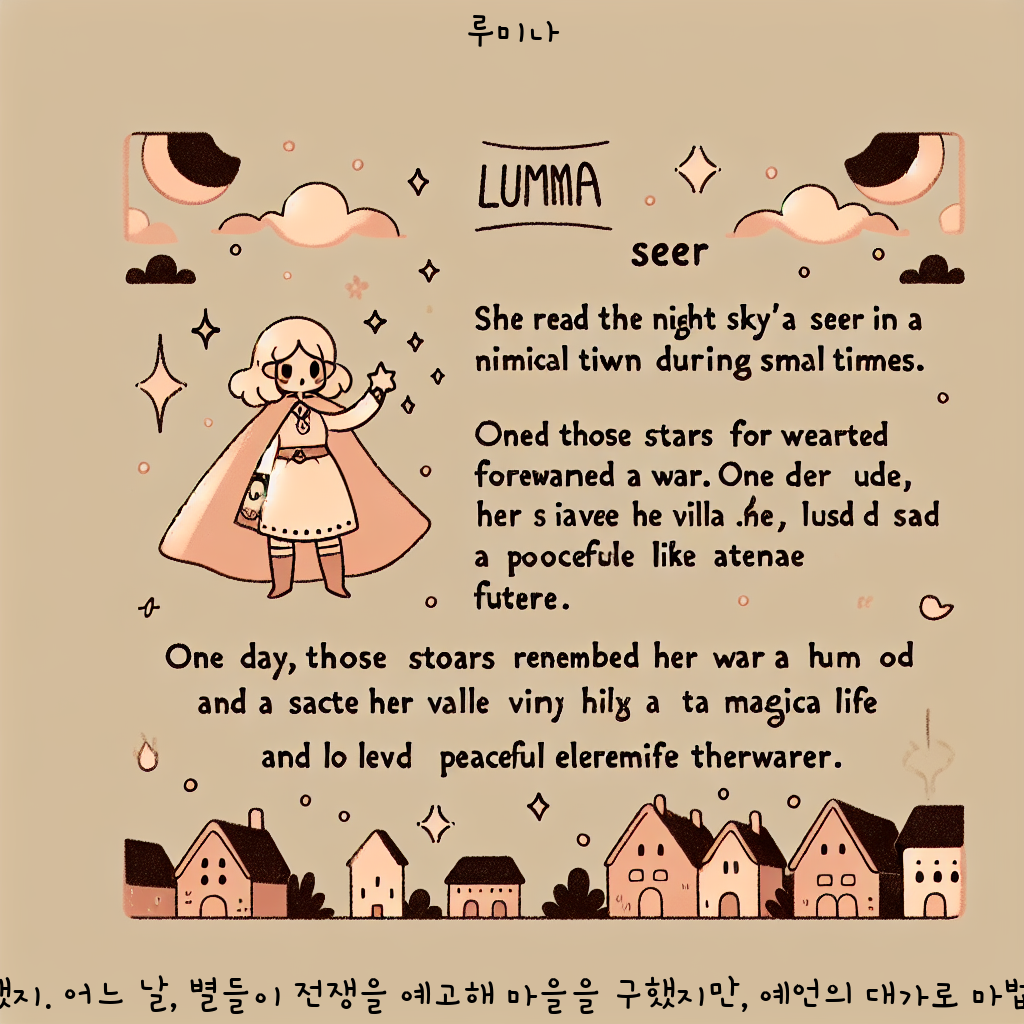 루미나
LUMMA
seer
She read the night sky'a seer in a
nimical tiwn during smal timmes.
Oned those stars for wearted
forewaned a war. One der ude,
her s iavee he villa .he, lusd d sad
a poocefule like atenae
futere.
One day, those stoars renembed her war a hum od
and a sacte her valle viny hily a ta magica life
and lo levd peaceful eleremife therwarer.
했지. 어느 날, 별들이 전쟁을 예고해 마을을 구했지만, 예언의 대가로 마법